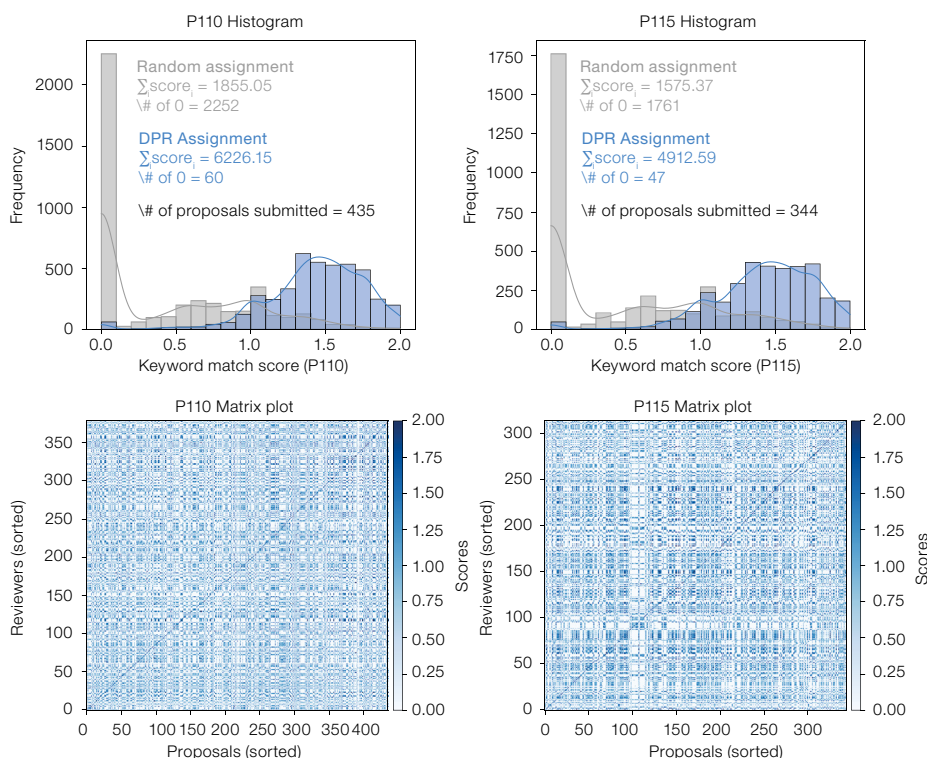 P110 Histogram
Frequency
2000
1500
1000
500
0
Random assignment
∑ᵢscoreᵢ = 1855.05
\# of 0 = 2252
DPR Assignment
∑ᵢscoreᵢ = 6226.15
\# of 0 = 60
\# of proposals submitted = 435
0.0 0.5 1.0 1.5 2.0
Keyword match score (P110)
P115 Histogram
Frequency
1750
1500
1250
1000
750
500
250
0
Random assignment
∑ᵢscoreᵢ = 1575.37
\# of 0 = 1761
DPR Assignment
∑ᵢscoreᵢ = 4912.59
\# of 0 = 47
\# of proposals submitted = 344
0.0 0.5 1.0 1.5 2.0
Keyword match score (P115)
P110 Matrix plot
Reviewers (sorted)
350
300
250
200
150
100
50
0
0 50 100 150 200 250 300 350 400
Proposals (sorted)
2.00
1.75
1.50
1.25
1.00
0.75
0.50
0.25
0.00
Scores
P115 Matrix plot
Reviewers (sorted)
300
250
200
150
100
50
0
0 50 100 150 200 250 300
Proposals (sorted)
2.00
1.75
1.50
1.25
1.00
0.75
0.50
0.25
0.00
Scores